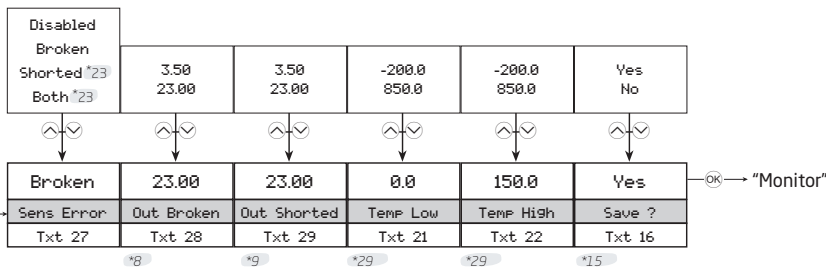 Disabled
Broken
Shorted *23
Both *23
3.50
23.00
3.50
23.00
-200.0
850.0
-200.0
850.0
Yes
No
Broken 23.00 23.00 0.0 150.0 Yes OK "Monitor"
Sens Error Out Broken Out Shorted Temp Low Temp High Save ?
Txt 27 Txt 28 Txt 29 Txt 21 Txt 22 Txt 16
*8 *9 *29 *29 *15